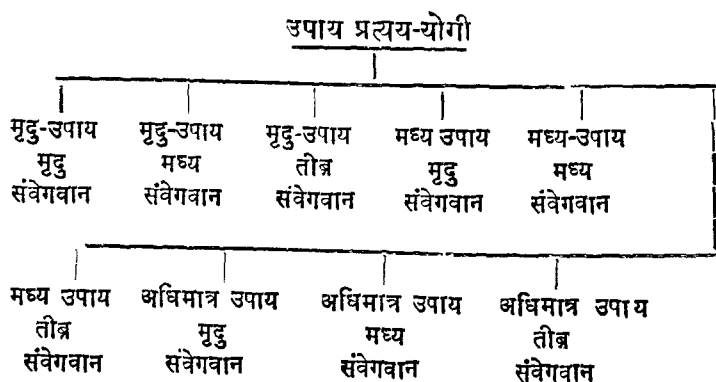 उपाय प्रत्यय-योगी
मृदु-उपाय मृदु-उपाय मृदु-उपाय मध्य उपाय मध्य-उपाय
मृदु मध्य तीब्र मृदु मध्य
संवेगवान संवेगवान संवेगवान संवेगवान संवेगवान
मध्य उपाय अधिमात्र उपाय अधिमात्र उपाय अधिमात्र उपाय
तीब्र मृदु मध्य तीब्र
संवेगवान संवेगवान संवेगवान संवेगवान